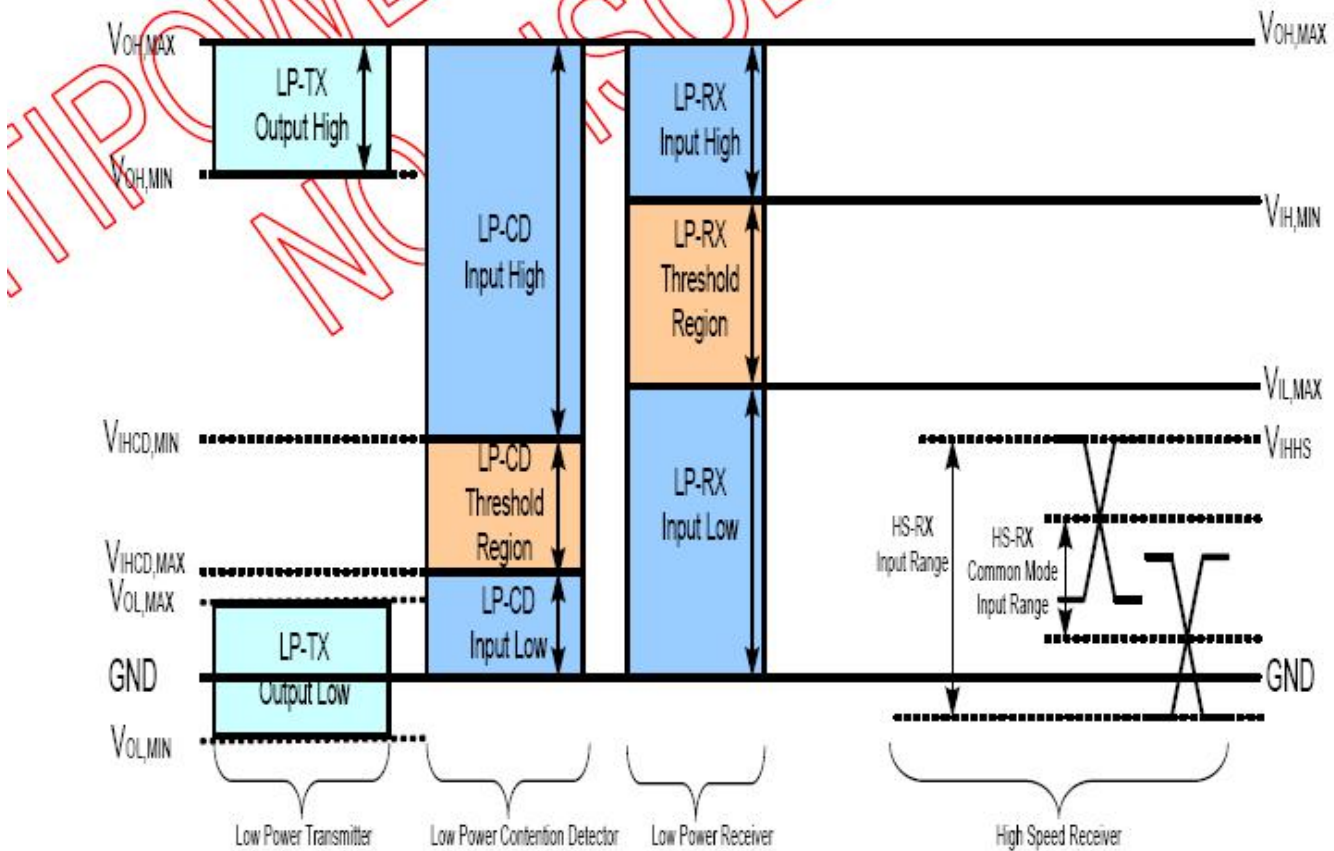 VOH,MAX
LP-TX
Output High
VOH,MIN
LP-CD
Input High
VIHCD,MIN
LP-CD
Threshold
Region
VIHCD,MAX
VOL,MAX
LP-CD
Input Low
LP-TX
Output Low
GND
VOL,MIN
LP-RX
Input High
LP-RX
Threshold
Region
LP-RX
Input Low
VOH,MAX
VIH,MIN
VIL,MAX
VIHHS
HS-RX
Input Range
HS-RX
Common Mode
Input Range
GND
Low Power Transmitter
Low Power Contention Detector
Low Power Receiver
High Speed Receiver